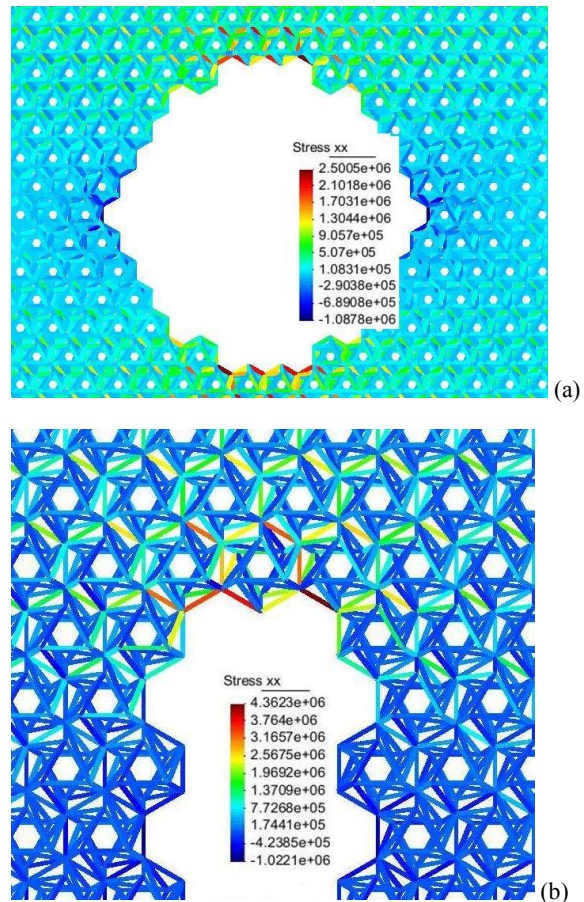 Stress xx
2.5005e+06
2.1018e+06
1.7031e+06
1.3044e+06
9.057e+05
5.07e+05
1.0831e+05
-2.9038e+05
-6.8908e+05
-1.0878e+06
(a)
Stress xx
4.3623e+06
3.764e+06
3.1657e+06
2.5675e+06
1.9692e+06
1.3709e+06
7.7268e+05
1.7441e+05
-4.2385e+05
-1.0221e+06
(b)